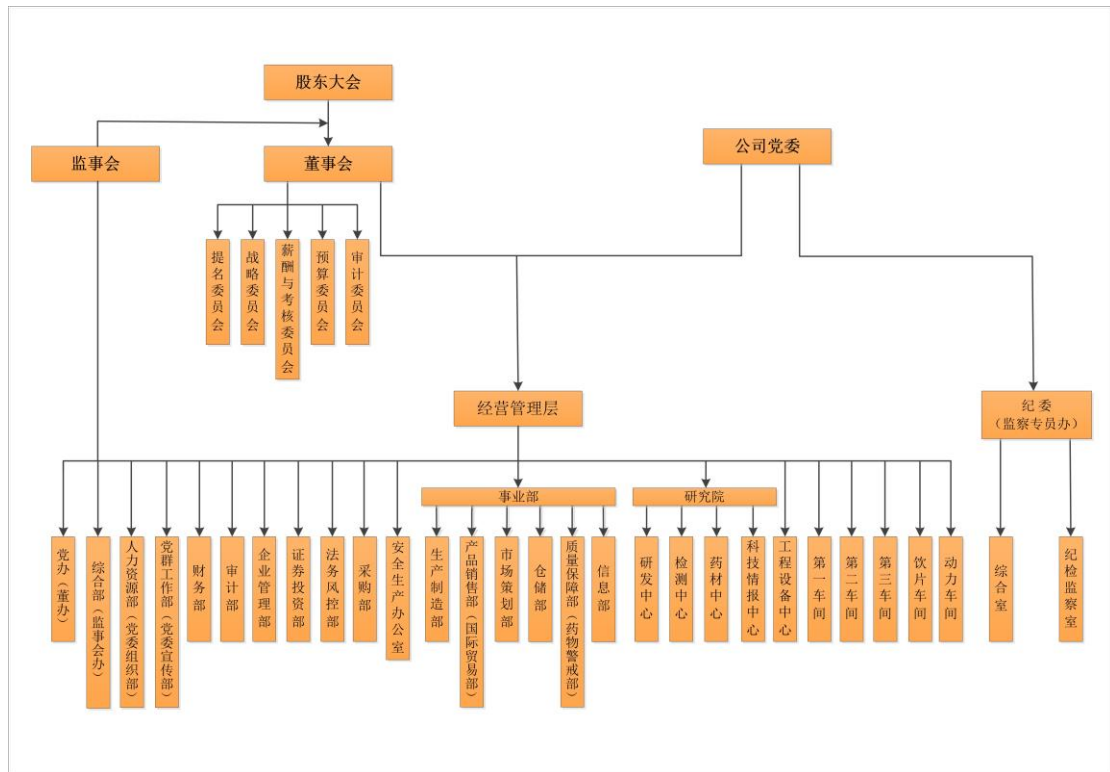 股东大会
监事会
董事会
公司党委
提名委员会
战略委员会
薪酬与考核委员会
预算委员会
审计委员会
经营管理层
纪委
（监察专员办）
事业部
研究院
党办（董办）
综合部（监事会办）
人力资源部（党委组织部）
党群工作部（党委宣传部）
财务部
审计部
企业管理部
证券投资部
法务风控部
采购部
安全生产办公室
生产制造部
产品销售部（国际贸易部）
市场策划部
仓储部
质量保障部（药物警戒部）
信息部
研发中心
检测中心
药材中心
科技情报中心
工程设备中心
第一车间
第二车间
第三车间
饮片车间
动力车间
综合室
纪检监察室